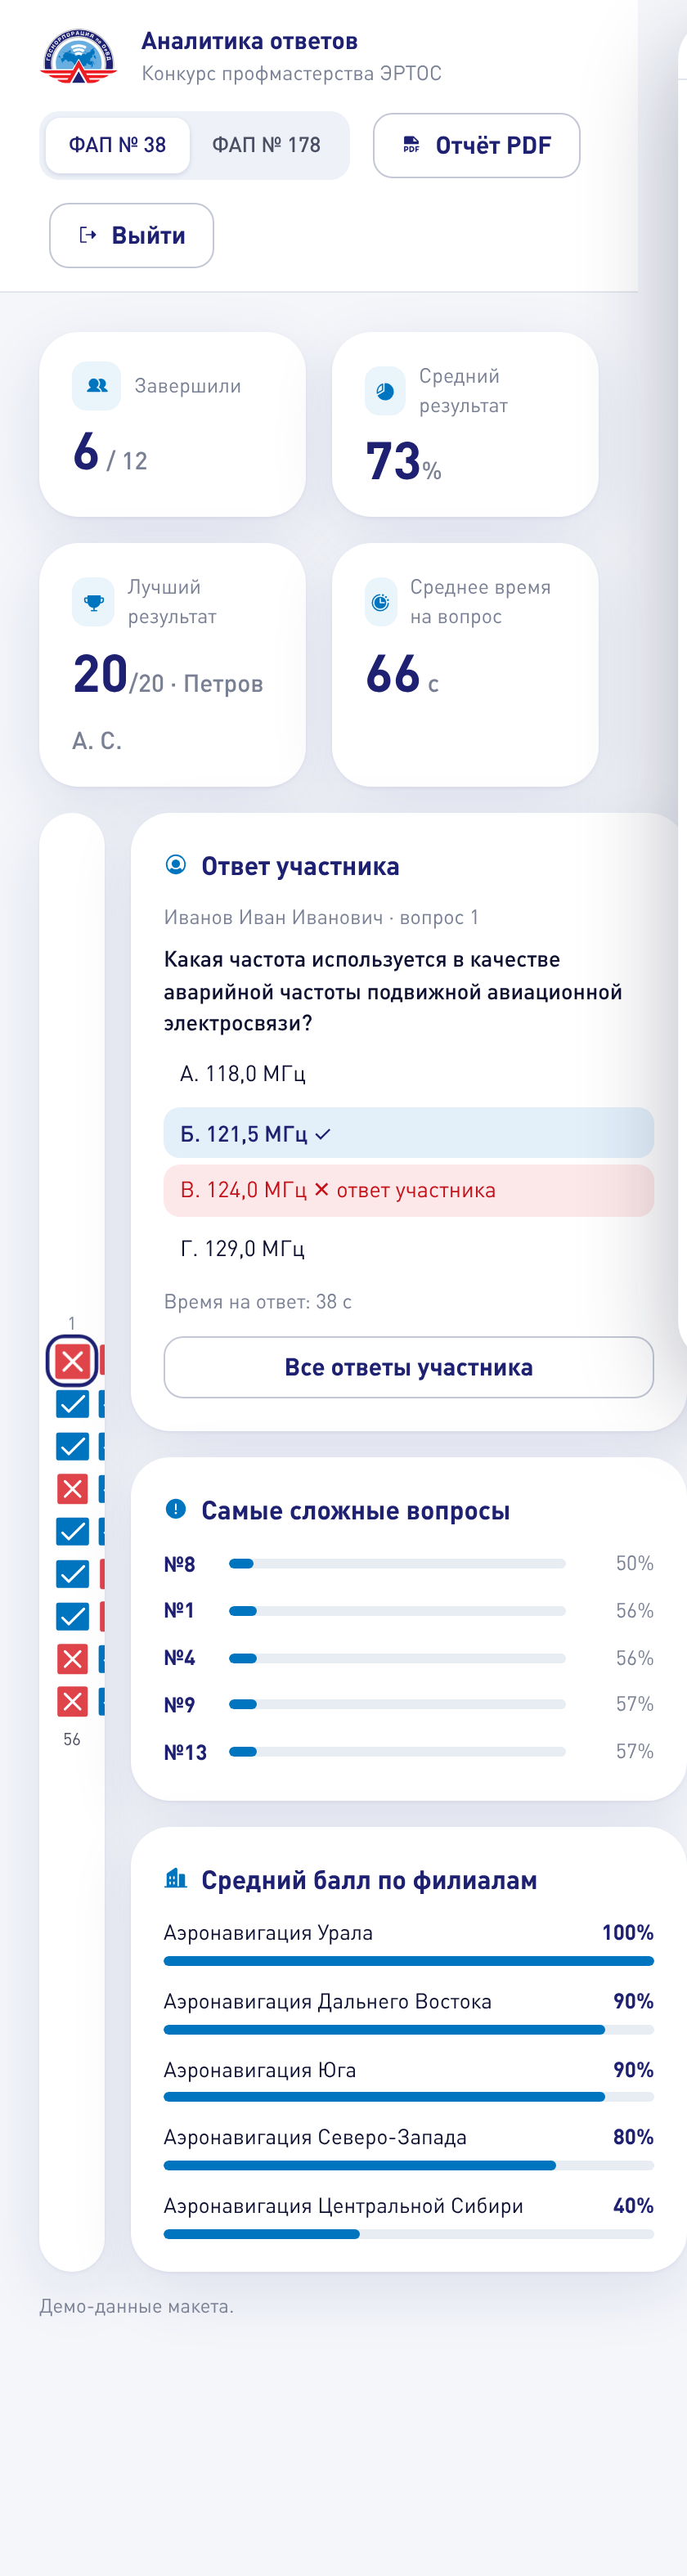 ГОСКОРПОРАЦИЯ ПО ОрВД
Аналитика ответов
Конкурс профмастерства ЭРТОС
ФАП № 38
ФАП № 178
PDF
Отчёт PDF
Выйти
Завершили
6 / 12
Средний
результат
73%
Лучший
результат
20/20 · Петров
А. С.
Среднее время
на вопрос
66 с
Ответ участника
Иванов Иван Иванович · вопрос 1
Какая частота используется в качестве
аварийной частоты подвижной авиационной
электросвязи?
А. 118,0 МГц
Б. 121,5 МГц ✓
В. 124,0 МГц ✕ ответ участника
Г. 129,0 МГц
Время на ответ: 38 с
Все ответы участника
1
56
Самые сложные вопросы
№8 50%
№1 56%
№4 56%
№9 57%
№13 57%
Средний балл по филиалам
Аэронавигация Урала 100%
Аэронавигация Дальнего Востока 90%
Аэронавигация Юга 90%
Аэронавигация Северо-Запада 80%
Аэронавигация Центральной Сибири 40%
Демо-данные макета.